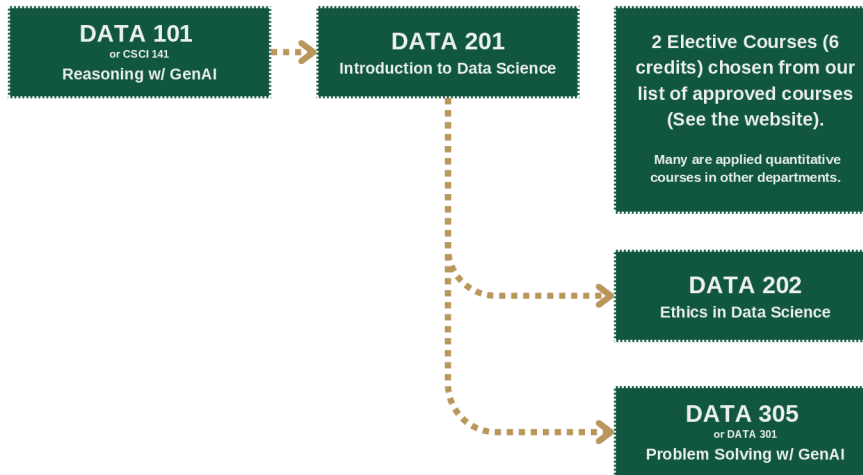 DATA 101
or CSCI 141
Reasoning w/ GenAI
DATA 201
Introduction to Data Science
2 Elective Courses (6
credits) chosen from our
list of approved courses
(See the website).
Many are applied quantitative
courses in other departments.
DATA 202
Ethics in Data Science
DATA 305
or DATA 301
Problem Solving w/ GenAI